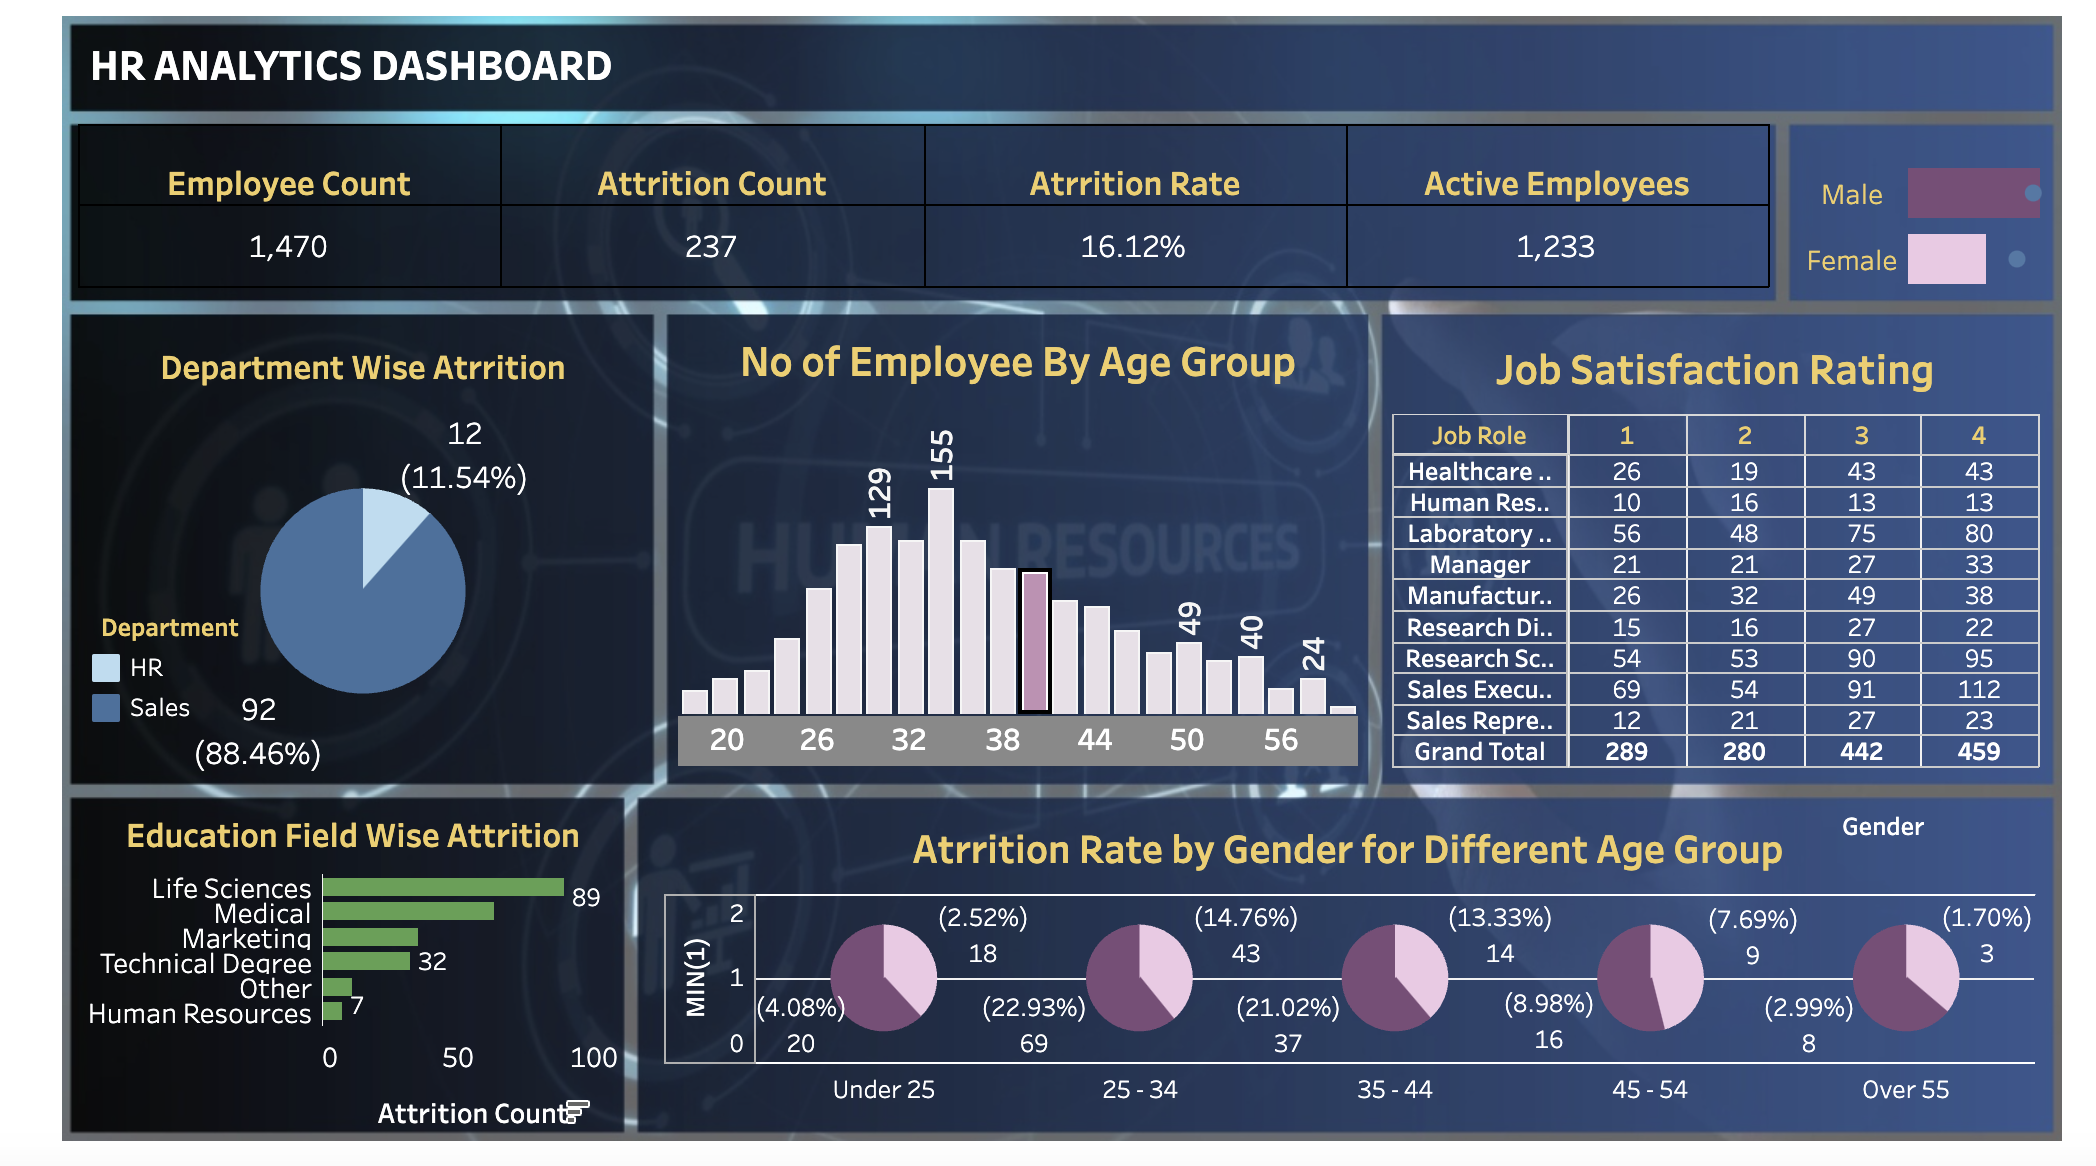 HR ANALYTICS DASHBOARD
Employee Count Attrition Count Atrrition Rate Active Employees
1,470 237 16.12% 1,233
Male
Female
Department Wise Atrrition
12
(11.54%)
Department
HR
Sales
92
(88.46%)
No of Employee By Age Group
129 155 49 40 24
HUMAN RESOURCES
20 26 32 38 44 50 56
Job Satisfaction Rating
Job Role 1 2 3 4
Healthcare .. 26 19 43 43
Human Res.. 10 16 13 13
Laboratory .. 56 48 75 80
Manager 21 21 27 33
Manufactur.. 26 32 49 38
Research Di.. 15 16 27 22
Research Sc.. 54 53 90 95
Sales Execu.. 69 54 91 112
Sales Repre.. 12 21 27 23
Grand Total 289 280 442 459
Education Field Wise Attrition
Life Sciences 89
Medical
Marketing
Technical Degree 32
Other
Human Resources 7
0 50 100
Attrition Count
Gender
Atrrition Rate by Gender for Different Age Group
MIN(1)
2
1
0
(2.52%) (14.76%) (13.33%) (7.69%) (1.70%)
18 43 14 9 3
(4.08%) (22.93%) (21.02%) (8.98%) (2.99%)
20 69 37 16 8
Under 25 25 - 34 35 - 44 45 - 54 Over 55